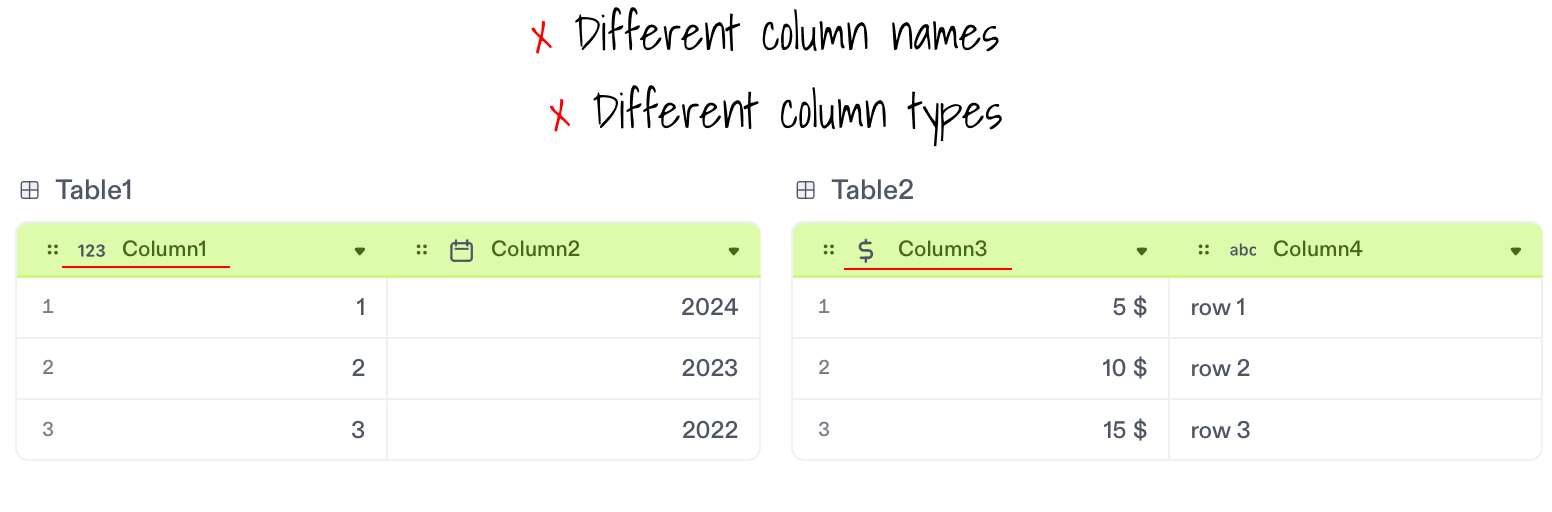 x Different column names
x Different column types
Table1 Table2
123 Column1 Column2 $ Column3 abc Column4
1 1 2024 1 5 $ row 1
2 2 2023 2 10 $ row 2
3 3 2022 3 15 $ row 3